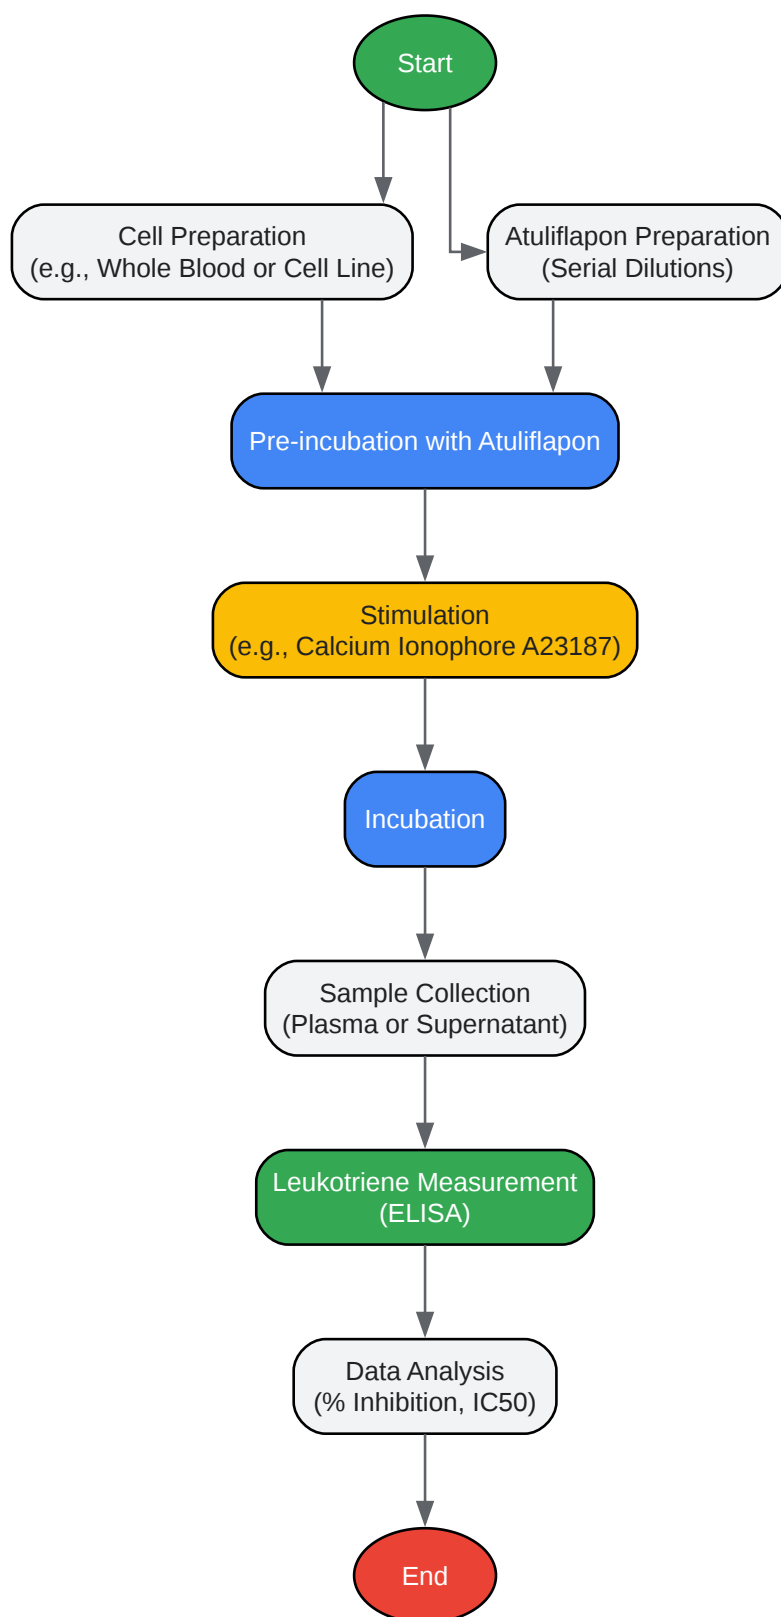 Start
Cell Preparation
(e.g., Whole Blood or Cell Line)
Atuliflapon Preparation
(Serial Dilutions)
Pre-incubation with Atuliflapon
Stimulation
(e.g., Calcium Ionophore A23187)
Incubation
Sample Collection
(Plasma or Supernatant)
Leukotriene Measurement
(ELISA)
Data Analysis
(% Inhibition, IC50)
End